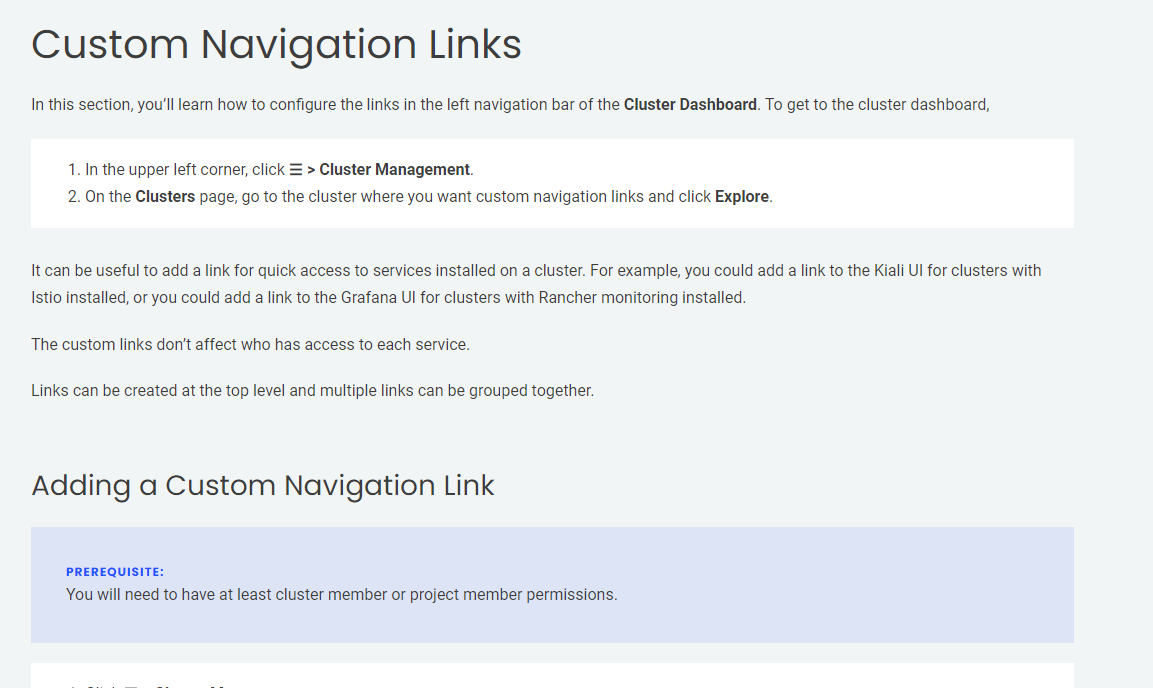 Custom Navigation Links
In this section, you’ll learn how to configure the links in the left navigation bar of the Cluster Dashboard. To get to the cluster dashboard,
1. In the upper left corner, click ☰ > Cluster Management.
2. On the Clusters page, go to the cluster where you want custom navigation links and click Explore.
It can be useful to add a link for quick access to services installed on a cluster. For example, you could add a link to the Kiali UI for clusters with
Istio installed, or you could add a link to the Grafana UI for clusters with Rancher monitoring installed.
The custom links don’t affect who has access to each service.
Links can be created at the top level and multiple links can be grouped together.
Adding a Custom Navigation Link
PREREQUISITE:
You will need to have at least cluster member or project member permissions.